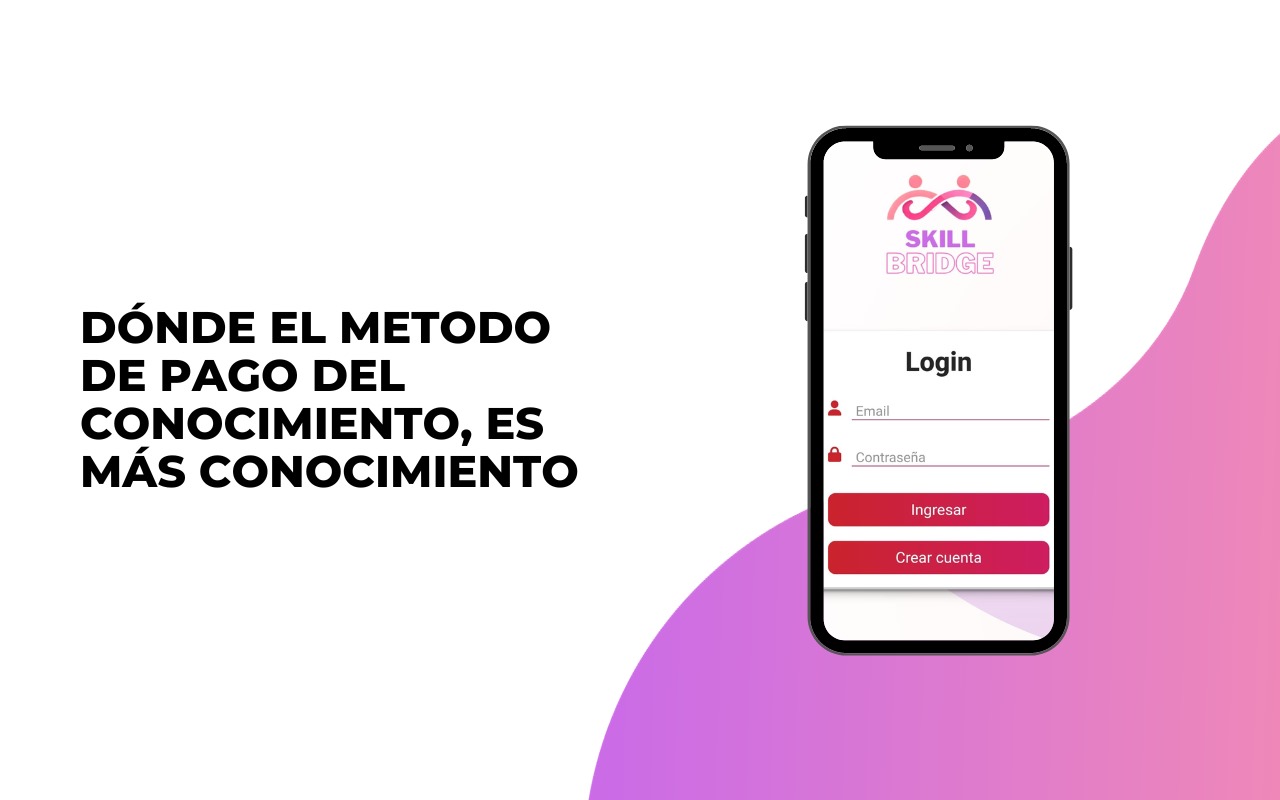 DÓNDE EL METODO
DE PAGO DEL
CONOCIMIENTO, ES
MÁS CONOCIMIENTO
SKILL
BRIDGE
Login
Email
Contraseña
Ingresar
Crear cuenta